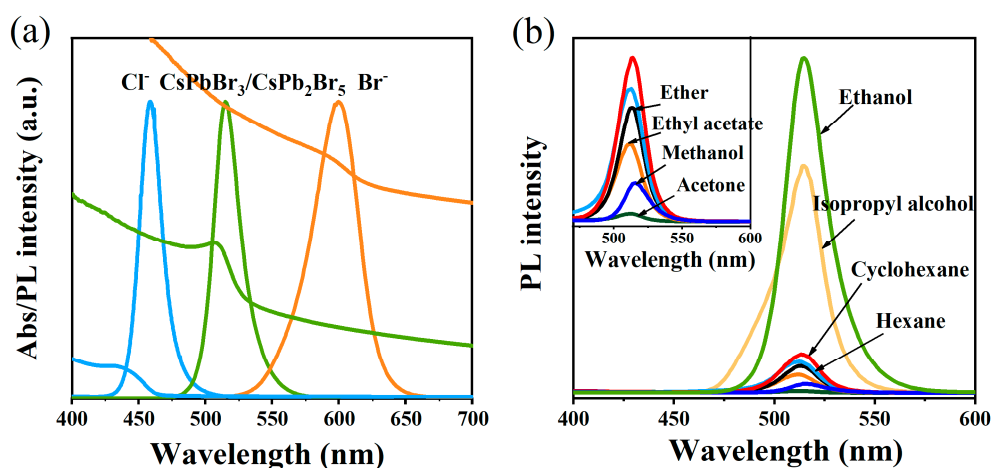 (a)
Cl⁻ CsPbBr₃/CsPb₂Br₅ Br⁻
Abs/PL intensity (a.u.)
400 450 500 550 600 650 700
Wavelength (nm)
(b)
Ether
Ethyl acetate
Methanol
Acetone
500 550 600
Wavelength (nm)
Ethanol
Isopropyl alcohol
Cyclohexane
Hexane
PL intensity
400 450 500 550 600
Wavelength (nm)